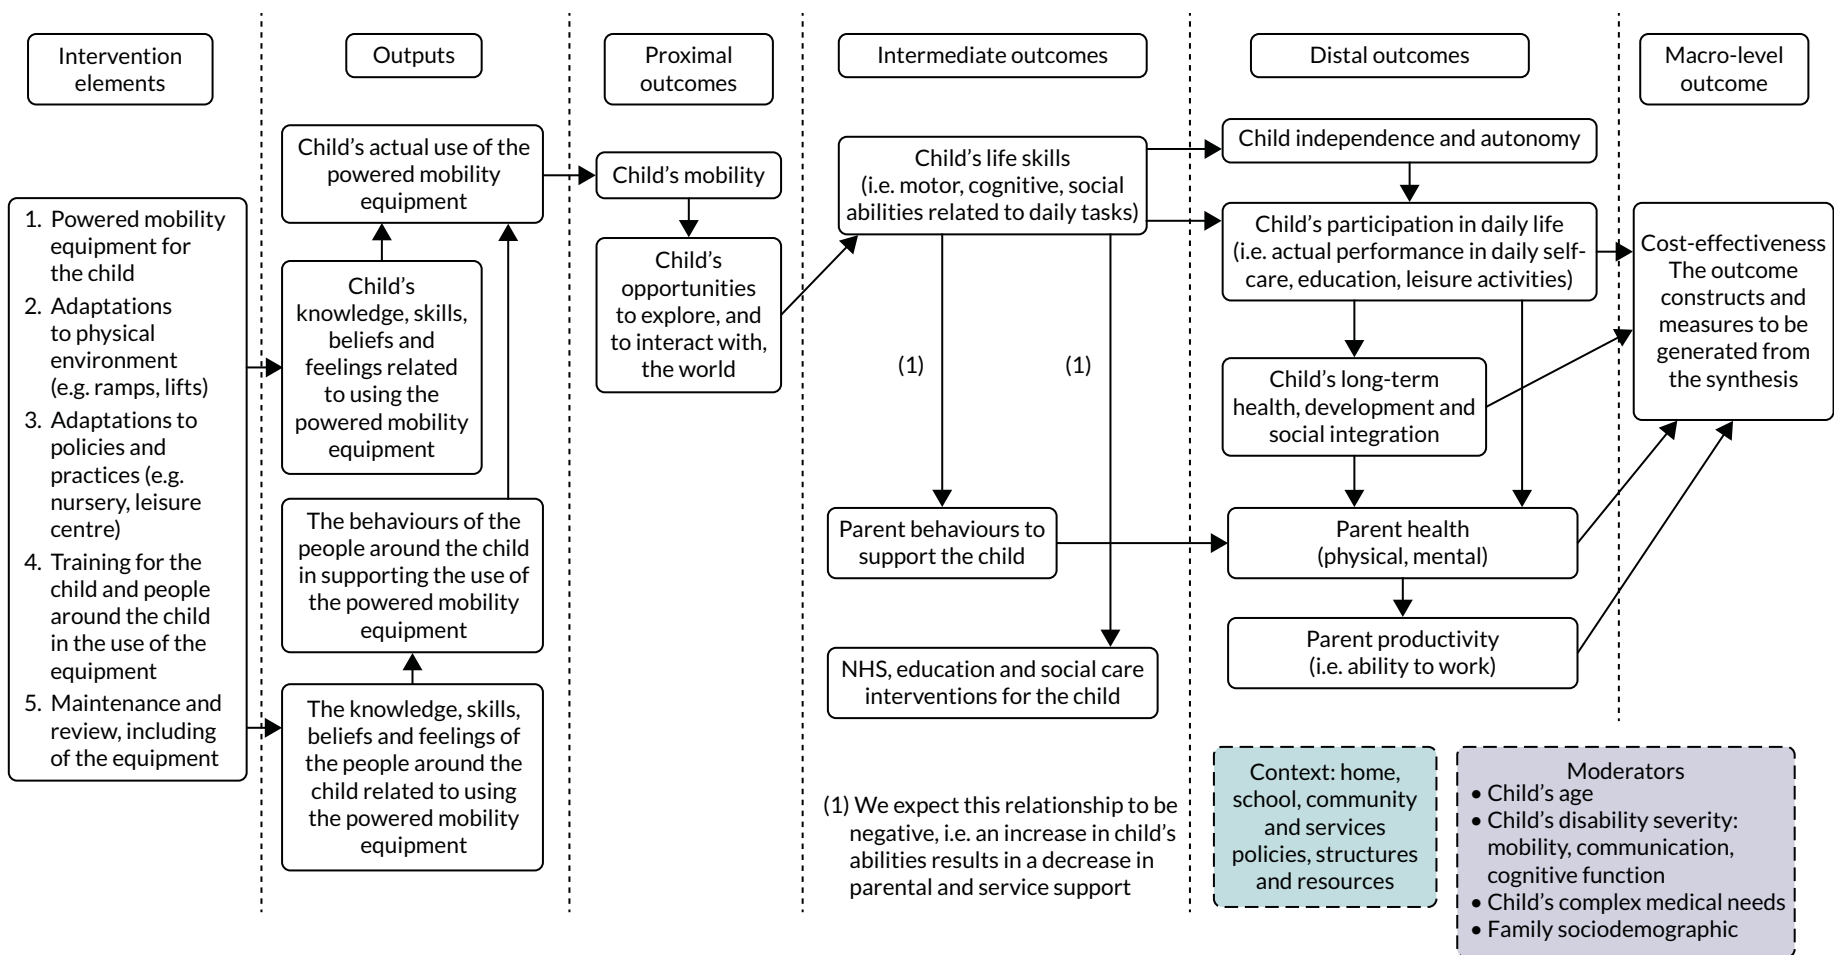 Intervention
elements
Outputs
Proximal
outcomes
Intermediate outcomes
Distal outcomes
Macro-level
outcome
1. Powered mobility
equipment for
the child
2. Adaptations
to physical
environment
(e.g. ramps, lifts)
3. Adaptations to
policies and
practices (e.g.
nursery, leisure
centre)
4. Training for the
child and people
around the child
in the use of the
equipment
5. Maintenance and
review, including
of the equipment
Child’s actual use of the
powered mobility
equipment
Child’s
knowledge, skills,
beliefs and
feelings related
to using the
powered mobility
equipment
The behaviours of the
people around the child
in supporting the use of
the powered mobility
equipment
The knowledge, skills,
beliefs and feelings of
the people around the
child related to using
the powered mobility
equipment
Child’s mobility
Child’s
opportunities
to explore, and
to interact with,
the world
Child’s life skills
(i.e. motor, cognitive, social
abilities related to daily tasks)
(1)
(1)
Parent behaviours to
support the child
NHS, education and social care
interventions for the child
(1) We expect this relationship to be
negative, i.e. an increase in child’s
abilities results in a decrease in
parental and service support
Child independence and autonomy
Child’s participation in daily life
(i.e. actual performance in daily self-
care, education, leisure activities)
Child’s long-term
health, development and
social integration
Parent health
(physical, mental)
Parent productivity
(i.e. ability to work)
Cost-effectiveness
The outcome
constructs and
measures to be
generated from
the synthesis
Context: home,
school, community
and services
policies, structures
and resources
Moderators
• Child’s age
• Child’s disability severity:
mobility, communication,
cognitive function
• Child’s complex medical needs
• Family sociodemographic